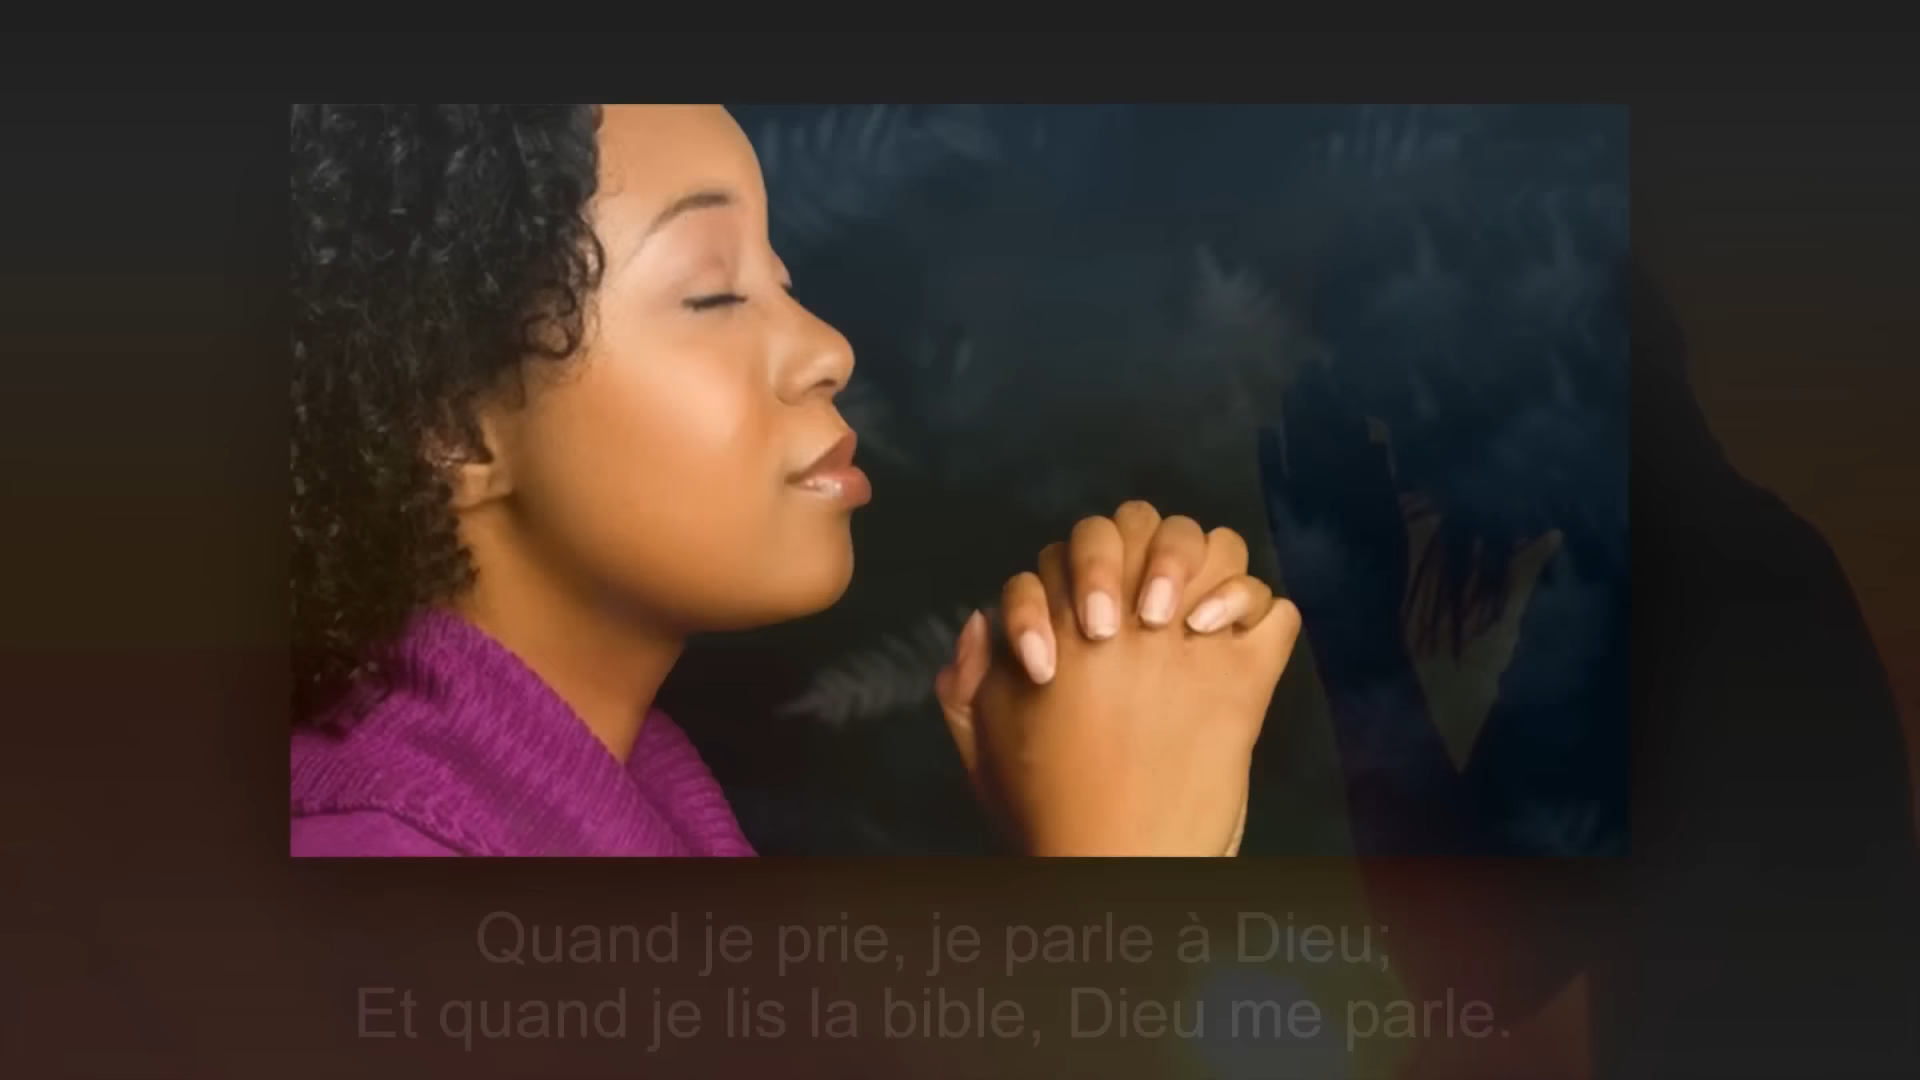 Quand je prie, je parle à Dieu;
Et quand je lis la bible, Dieu me parle.